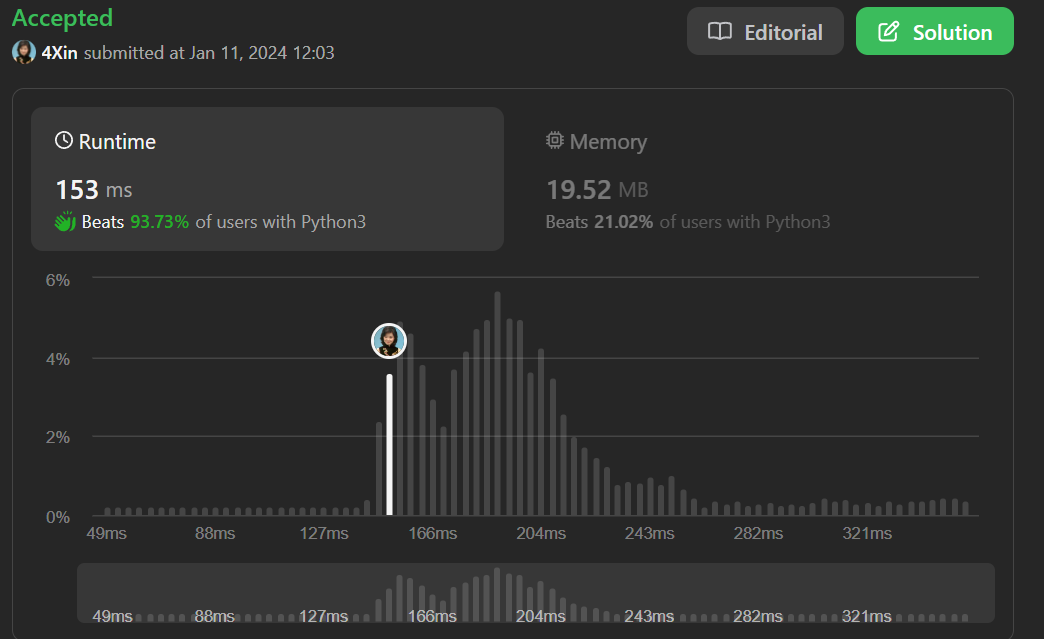 Accepted
4Xin submitted at Jan 11, 2024 12:03
Editorial
Solution
Runtime
153 ms
Beats 93.73% of users with Python3
Memory
19.52 MB
Beats 21.02% of users with Python3
6%
4%
2%
0%
49ms 88ms 127ms 166ms 204ms 243ms 282ms 321ms
49ms 88ms 127ms 166ms 204ms 243ms 282ms 321ms